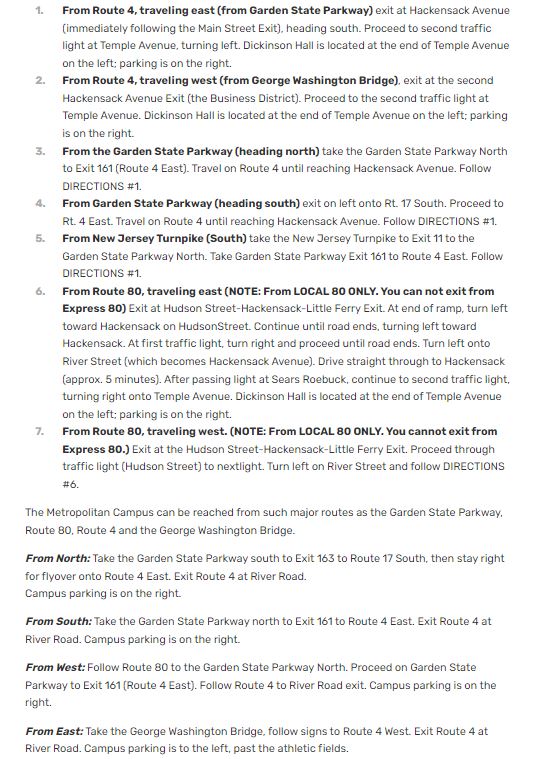 1. From Route 4, traveling east (from Garden State Parkway) exit at Hackensack Avenue
(immediately following the Main Street Exit), heading south. Proceed to second traffic
light at Temple Avenue, turning left. Dickinson Hall is located at the end of Temple Avenue
on the left; parking is on the right.
2. From Route 4, traveling west (from George Washington Bridge), exit at the second
Hackensack Avenue Exit (the Business District). Proceed to the second traffic light at
Temple Avenue. Dickinson Hall is located at the end of Temple Avenue on the left; parking
is on the right.
3. From the Garden State Parkway (heading north) take the Garden State Parkway North
to Exit 161 (Route 4 East). Travel on Route 4 until reaching Hackensack Avenue. Follow
DIRECTIONS #1.
4. From Garden State Parkway (heading south) exit on left onto Rt. 17 South. Proceed to
Rt. 4 East. Travel on Route 4 until reaching Hackensack Avenue. Follow DIRECTIONS #1.
5. From New Jersey Turnpike (South) take the New Jersey Turnpike to Exit 11 to the
Garden State Parkway North. Take Garden State Parkway Exit 161 to Route 4 East. Follow
DIRECTIONS #1.
6. From Route 80, traveling east (NOTE: From LOCAL 80 ONLY. You can not exit from
Express 80) Exit at Hudson Street-Hackensack-Little Ferry Exit. At end of ramp, turn left
toward Hackensack on HudsonStreet. Continue until road ends, turning left toward
Hackensack. At first traffic light, turn right and proceed until road ends. Turn left onto
River Street (which becomes Hackensack Avenue). Drive straight through to Hackensack
(approx. 5 minutes). After passing light at Sears Roebuck, continue to second traffic light,
turning right onto Temple Avenue. Dickinson Hall is located at the end of Temple Avenue
on the left; parking is on the right.
7. From Route 80, traveling west. (NOTE: From LOCAL 80 ONLY. You cannot exit from
Express 80.) Exit at the Hudson Street-Hackensack-Little Ferry Exit. Proceed through
traffic light (Hudson Street) to nextlight. Turn left on River Street and follow DIRECTIONS
#6.
The Metropolitan Campus can be reached from such major routes as the Garden State Parkway,
Route 80, Route 4 and the George Washington Bridge.
From North: Take the Garden State Parkway south to Exit 163 to Route 17 South, then stay right
for flyover onto Route 4 East. Exit Route 4 at River Road.
Campus parking is on the right.
From South: Take the Garden State Parkway north to Exit 161 to Route 4 East. Exit Route 4 at
River Road. Campus parking is on the right.
From West: Follow Route 80 to the Garden State Parkway North. Proceed on Garden State
Parkway to Exit 161 (Route 4 East). Follow Route 4 to River Road exit. Campus parking is on the
right.
From East: Take the George Washington Bridge, follow signs to Route 4 West. Exit Route 4 at
River Road. Campus parking is to the left, past the athletic fields.